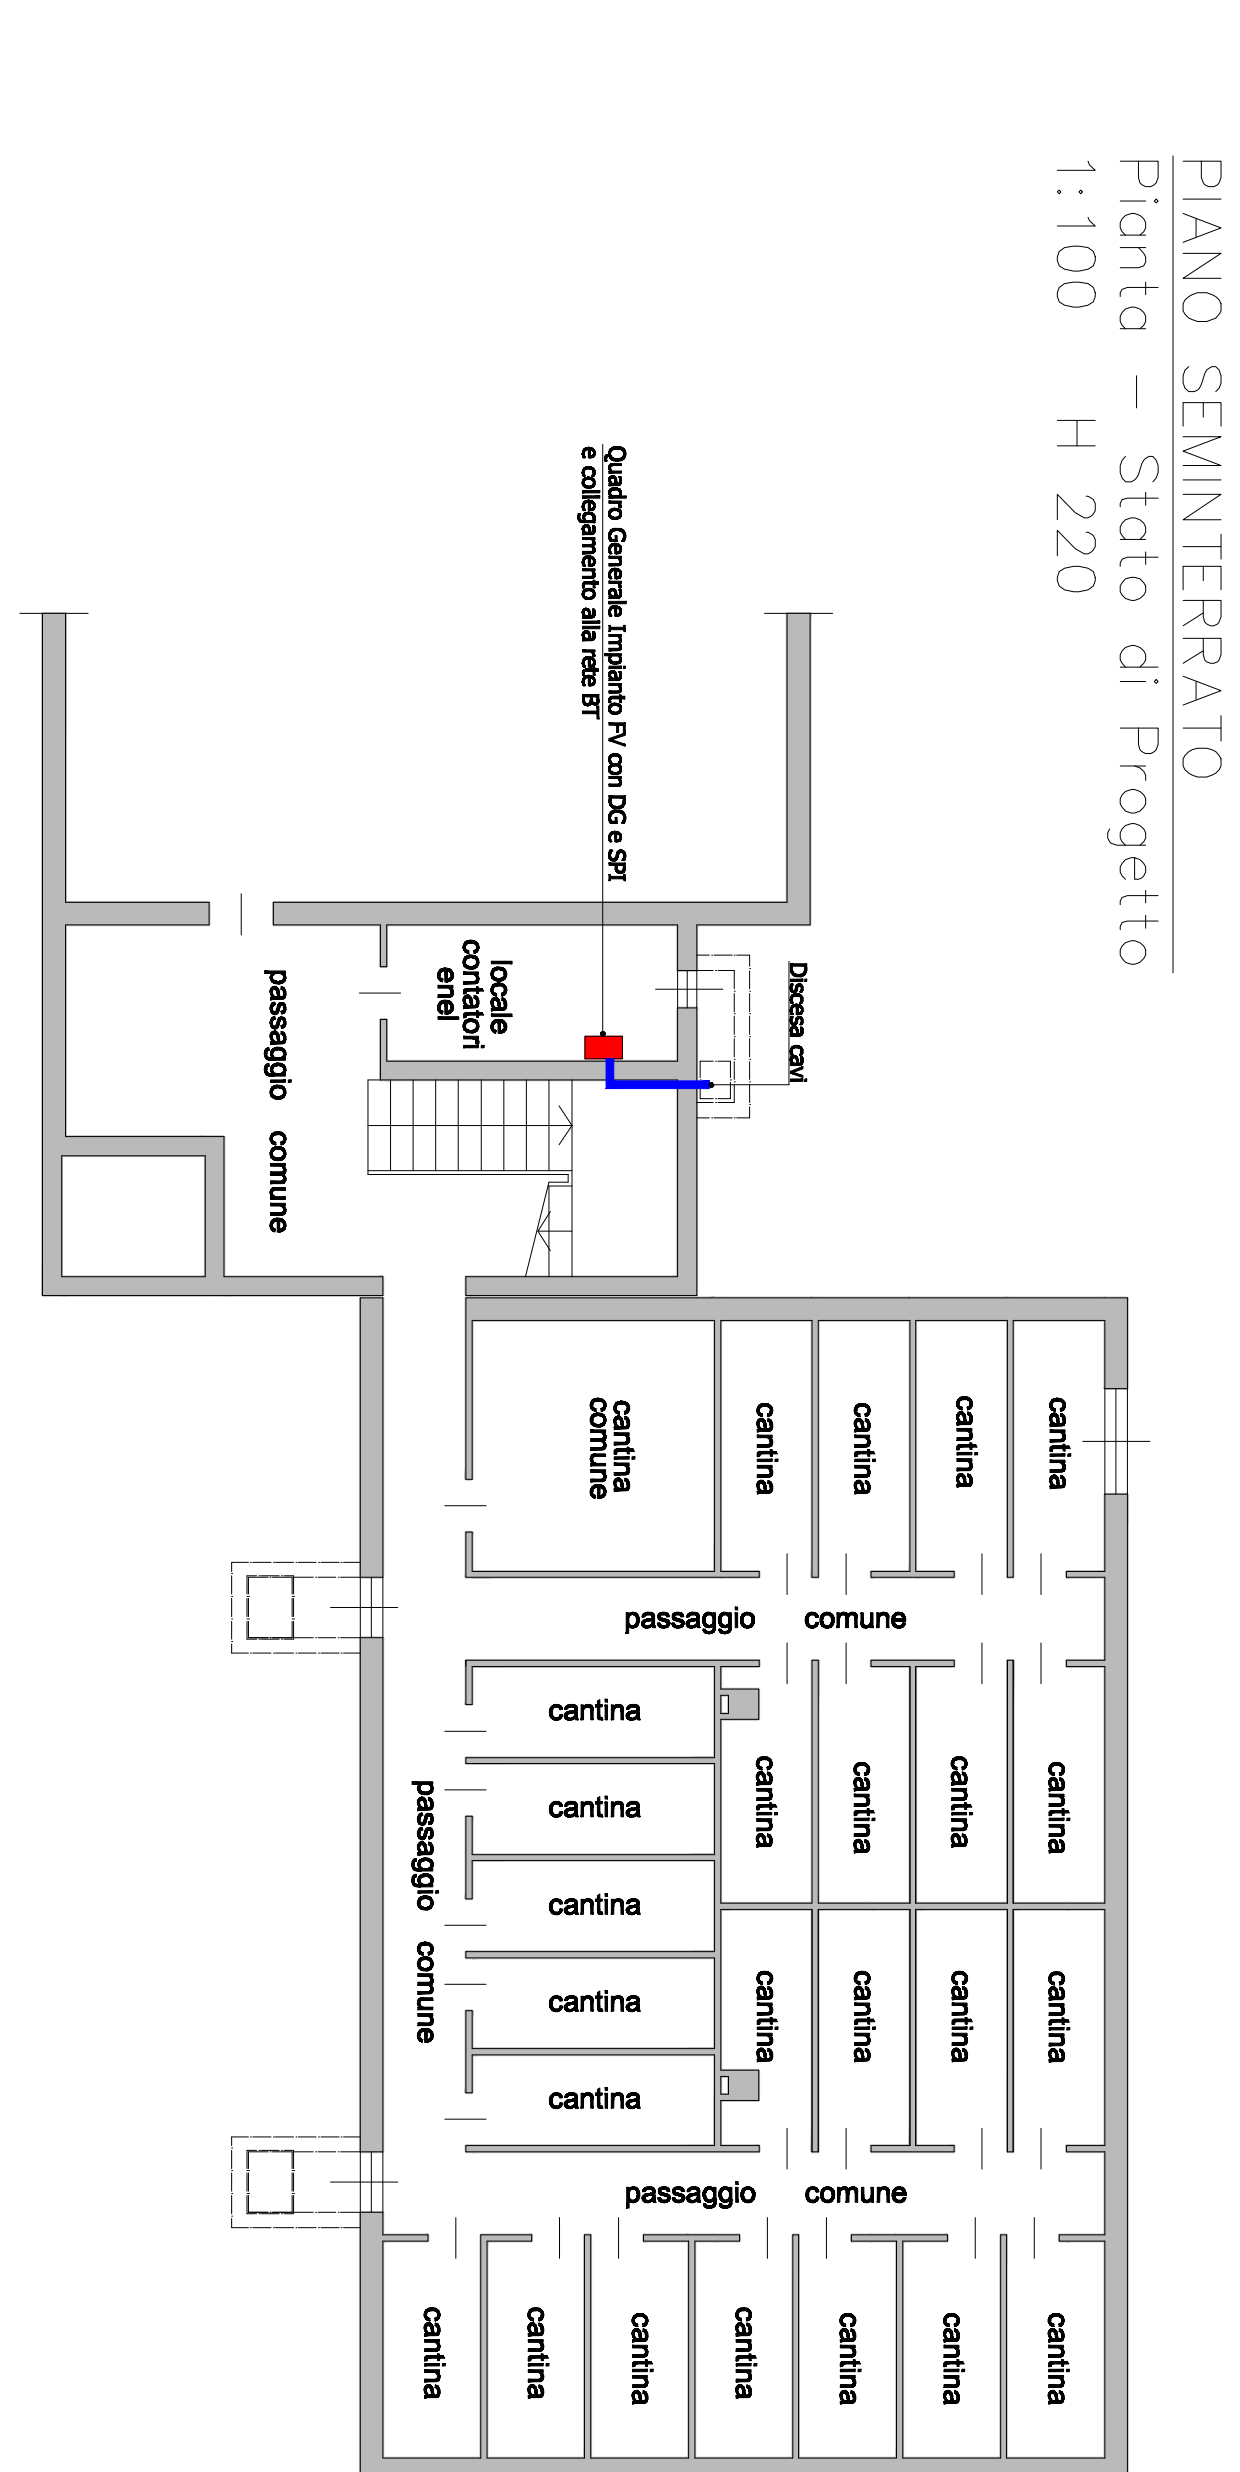 PIANO SEMINTERRATO
Pianta - Stato di Progetto
1:100 H 220
Quadro Generale Impianto FV con DG e SPI
e collegamento alla rete BT
Discesa cavi
locale
contatori
enel
passaggio comune
cantina
comune
cantina
cantina
cantina
cantina
passaggio comune
cantina
cantina
cantina
cantina
cantina
passaggio comune
cantina
cantina
cantina
cantina
cantina
cantina
cantina
cantina
passaggio comune
cantina
cantina
cantina
cantina
cantina
cantina
cantina